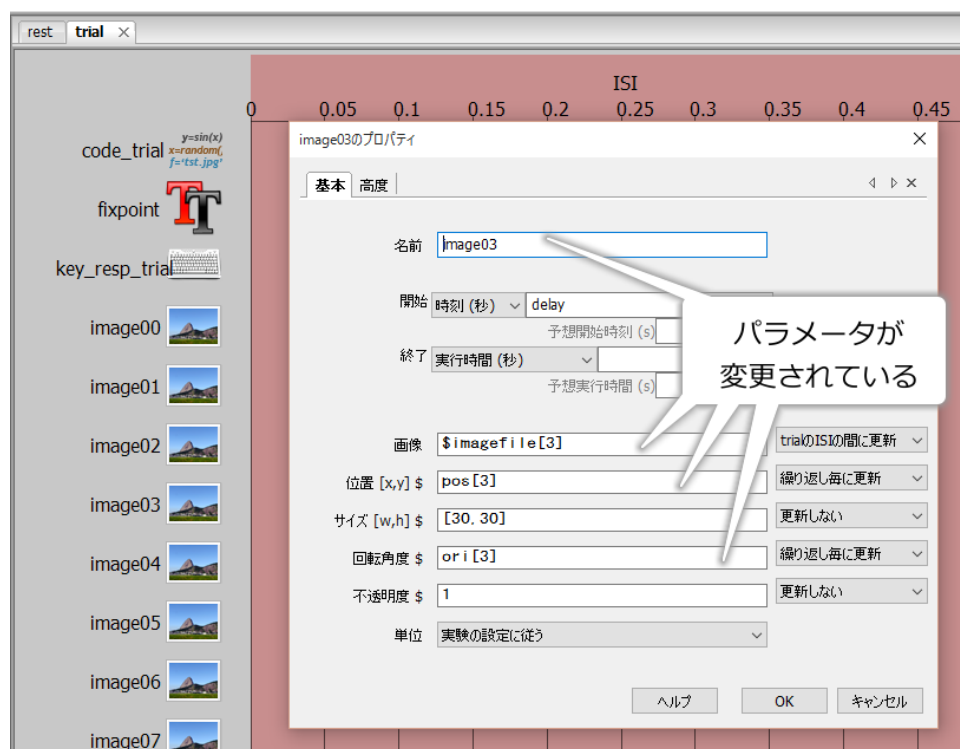 rest trial
ISI
0 0.05 0.1 0.15 0.2 0.25 0.3 0.35 0.4 0.45
code_trial
y=sin(x)
x=random(,
f='tst.jpg'
fixpoint
key_resp_trial
image00
image01
image02
image03
image04
image05
image06
image07
image03のプロパティ
基本 高度
名前 image03
開始 時刻 (秒) delay
予想開始時刻 (s)
終了 実行時間 (秒)
予想実行時間 (s)
パラメータが
変更されている
画像 $imagefile[3] trialのISIの間に更新
位置 [x,y] $ pos[3] 繰り返し毎に更新
サイズ [w,h] $ [30, 30] 更新しない
回転角度 $ ori[3] 繰り返し毎に更新
不透明度 $ 1 更新しない
単位 実験の設定に従う
ヘルプ OK キャンセル